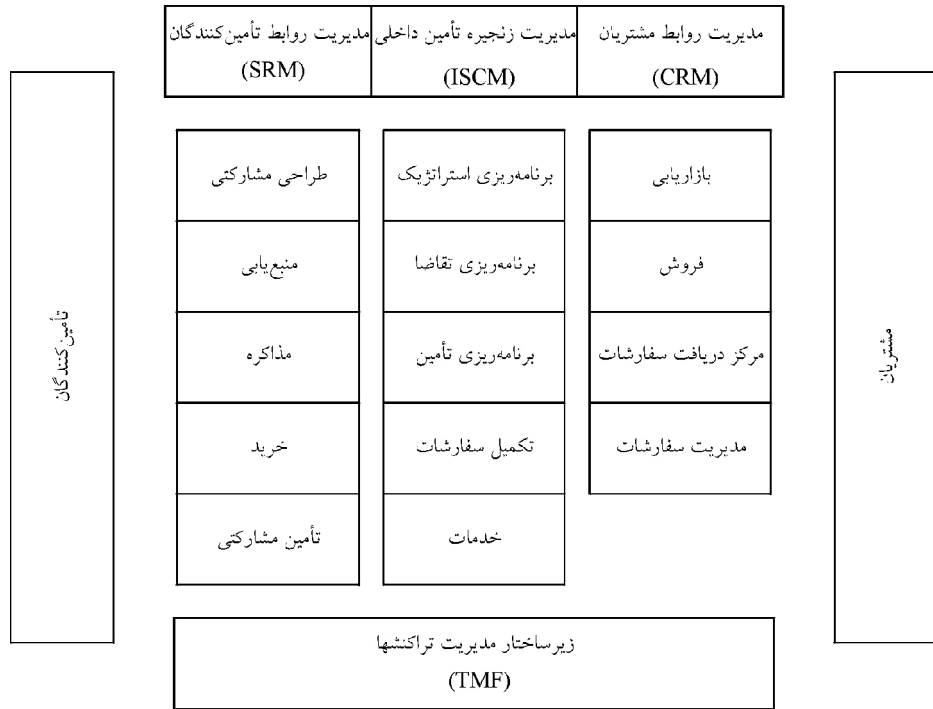 مدیریت روابط مشتریان
(CRM)
مدیریت زنجیره تأمین داخلی
(ISCM)
مدیریت روابط تأمین‌کنندگان
(SRM)
مشتریان
بازاریابی
فروش
مرکز دریافت سفارشات
مدیریت سفارشات
برنامه‌ریزی استراتژیک
برنامه‌ریزی تقاضا
برنامه‌ریزی تأمین
تکمیل سفارشات
خدمات
طراحی مشارکتی
منبع‌یابی
مذاکره
خرید
تأمین مشارکتی
تأمین‌کنندگان
زیرساختار مدیریت تراکنشها
(TMF)